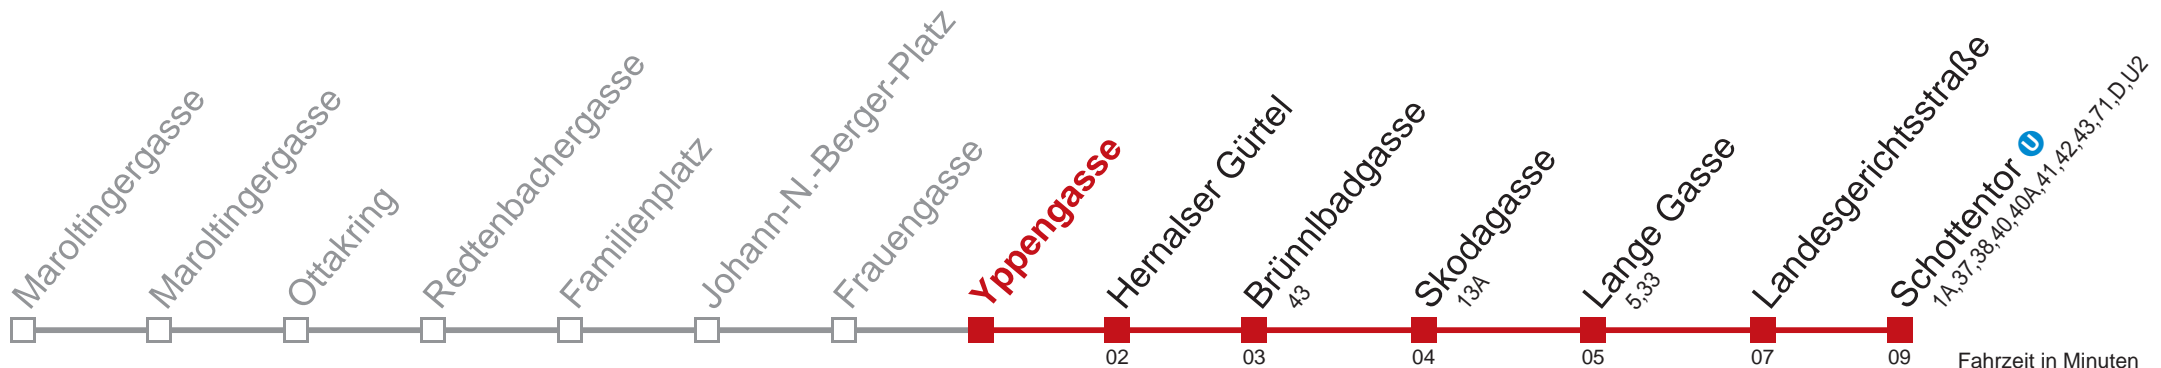 Maroltingergasse
Maroltingergasse
Ottakring
Redtenbachergasse
Familienplatz
Johann-N.-Berger-Platz
Frauengasse
Yppengasse
Hernalser Gürtel
Brünnlbadgasse
43
Skodagasse
13A
Lange Gasse
5,33
Landesgerichtsstraße
Schottentor U
1A,37,38,40,40A,41,42,43,71,D,U2
02 03 04 05 07 09 Fahrzeit in Minuten